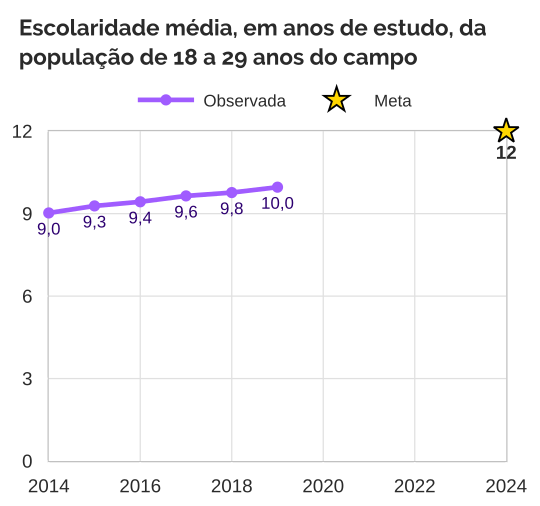 Escolaridade média, em anos de estudo, da
população de 18 a 29 anos do campo
Observada Meta
12
12
9
9,0 9,3 9,4 9,6 9,8 10,0
6
3
0
2014 2016 2018 2020 2022 2024